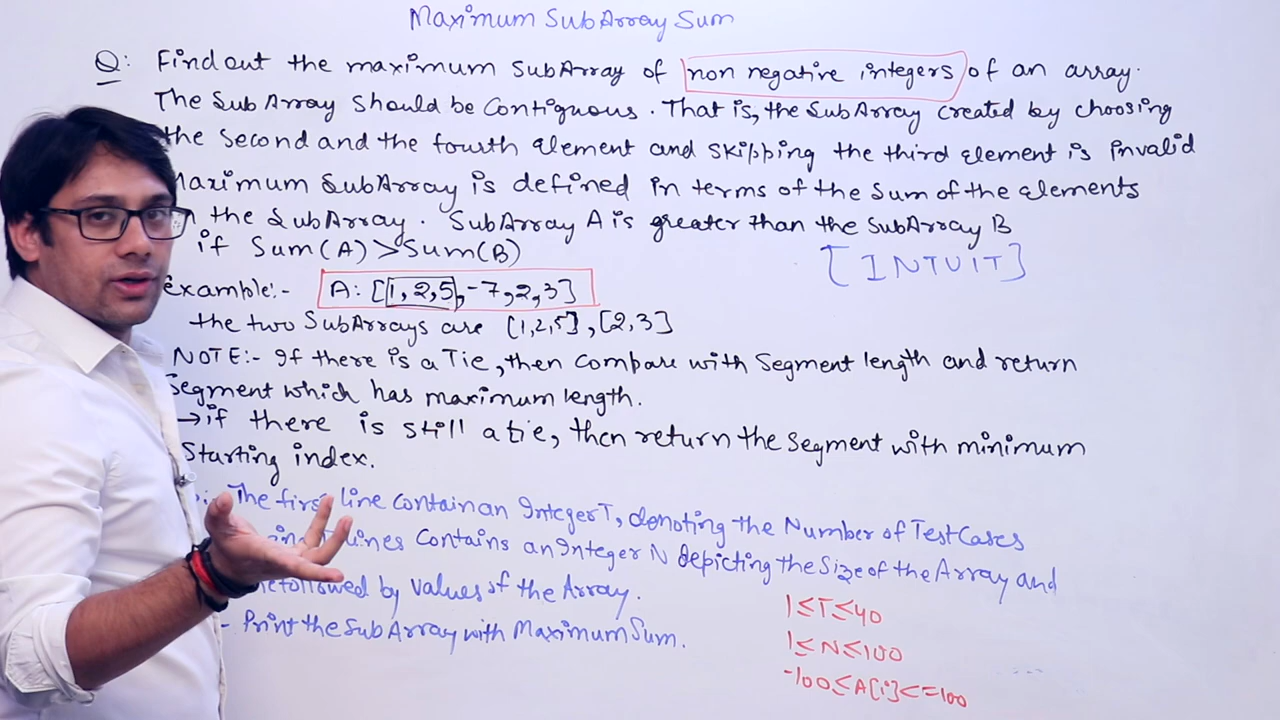 Maximum SubArray Sum
Q: Find out the maximum SubArray of non negative integers of an array.
The SubArray Should be Contiguous. That is, the SubArray created by choosing
the Second and the fourth element and skipping the third element is invalid
Maximum SubArray is defined in terms of the Sum of the elements
in the SubArray. SubArray A is greater than the SubArray B
if Sum(A)>Sum(B)
[INTUIT]
example:- A: [1, 2, 5, -7, 2, 3]
the two SubArrays are [1,2,5], [2,3]
NOTE:- If there is a Tie, then Compare with Segment length and return
Segment which has maximum length.
→ if there is still a tie, then return the Segment with minimum
Starting index.
The first line contain an Integer T, denoting the Number of TestCases
lines Contains an Integer N depicting the Size of the Array and
followed by values of the Array.
- Print the SubArray with Maximum Sum.
1≤T≤40
1≤N≤100
-100≤A[i]<=100